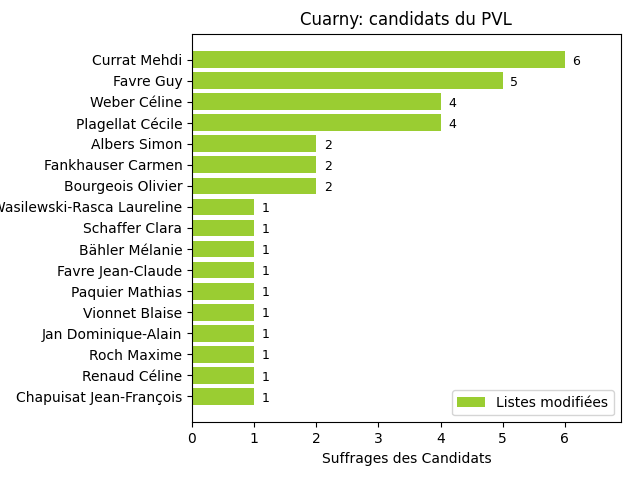 Cuarny: candidats du PVL
Currat Mehdi 6
Favre Guy 5
Weber Céline 4
Plagellat Cécile 4
Albers Simon 2
Fankhauser Carmen 2
Bourgeois Olivier 2
Wasilewski-Rasca Laureline 1
Schaffer Clara 1
Bähler Mélanie 1
Favre Jean-Claude 1
Paquier Mathias 1
Vionnet Blaise 1
Jan Dominique-Alain 1
Roch Maxime 1
Renaud Céline 1
Chapuisat Jean-François 1
Listes modifiées
0 1 2 3 4 5 6
Suffrages des Candidats